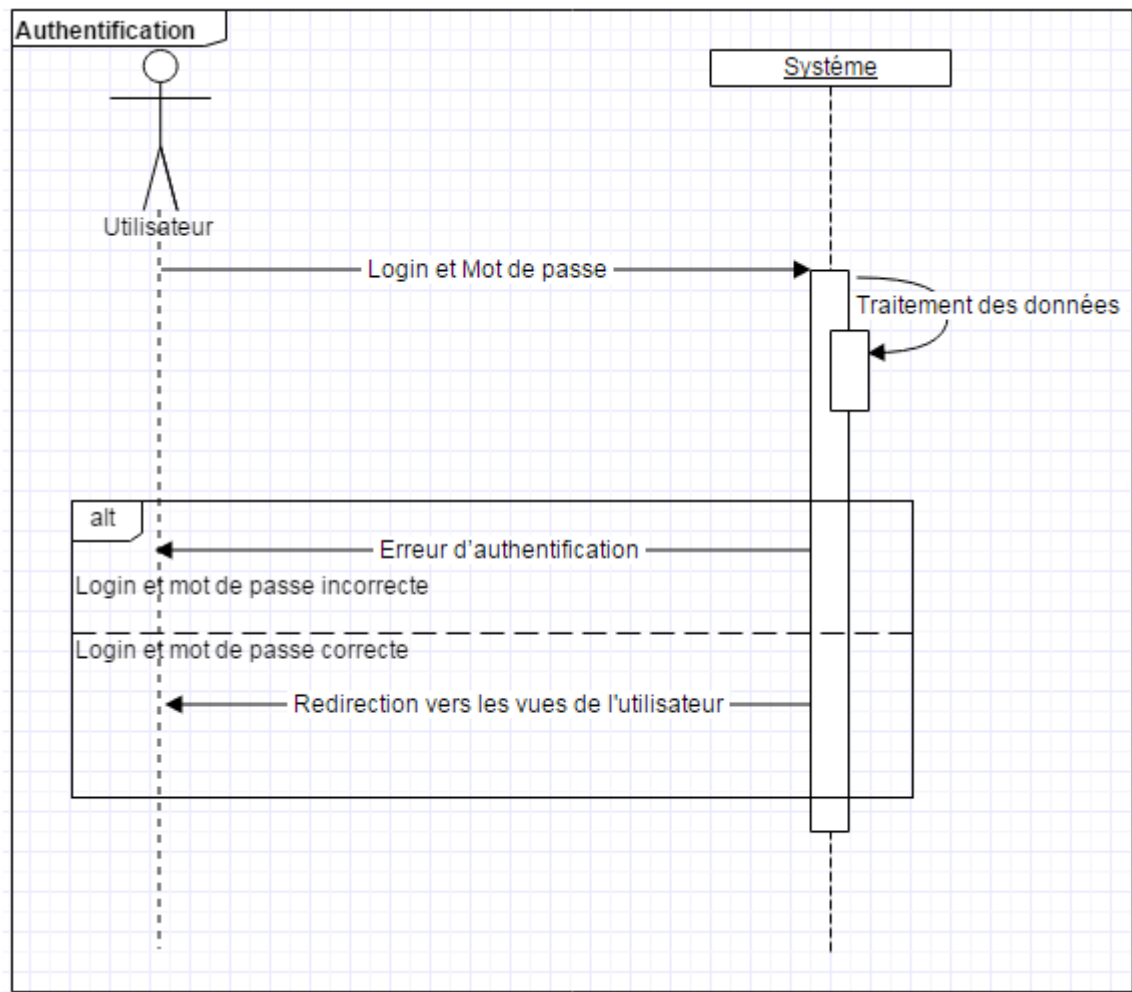 Authentification
Systéme
Utilisateur
Login et Mot de passe
Traitement des données
alt
Erreur d'authentification
Login et mot de passe incorrecte
Login et mot de passe correcte
Redirection vers les vues de l'utilisateur